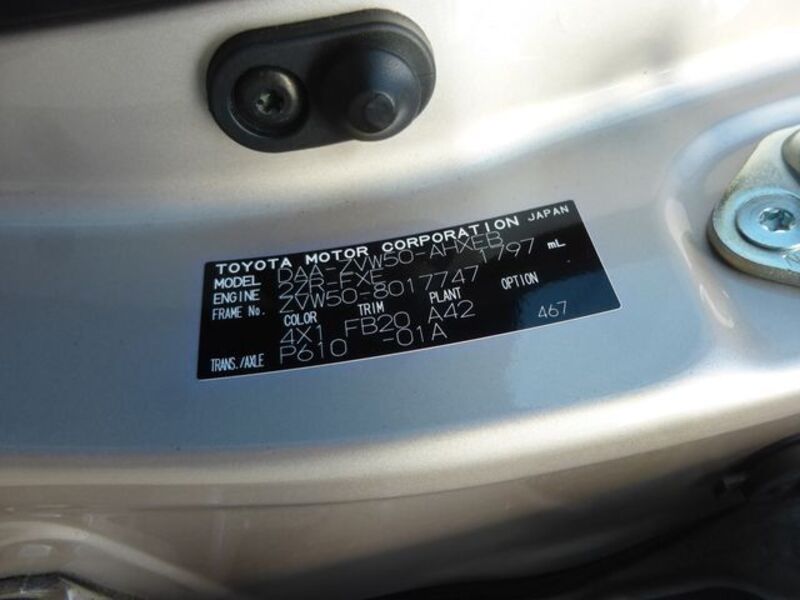 TOYOTA MOTOR CORPORATION JAPAN
MODEL DAA-ZVW50-AHXEB
ENGINE 2ZR-FXE 1797 mL
FRAME No. ZVW50-8017747
COLOR TRIM PLANT OPTION
4X1 FB20 A42 467
TRANS./AXLE P610 -01A